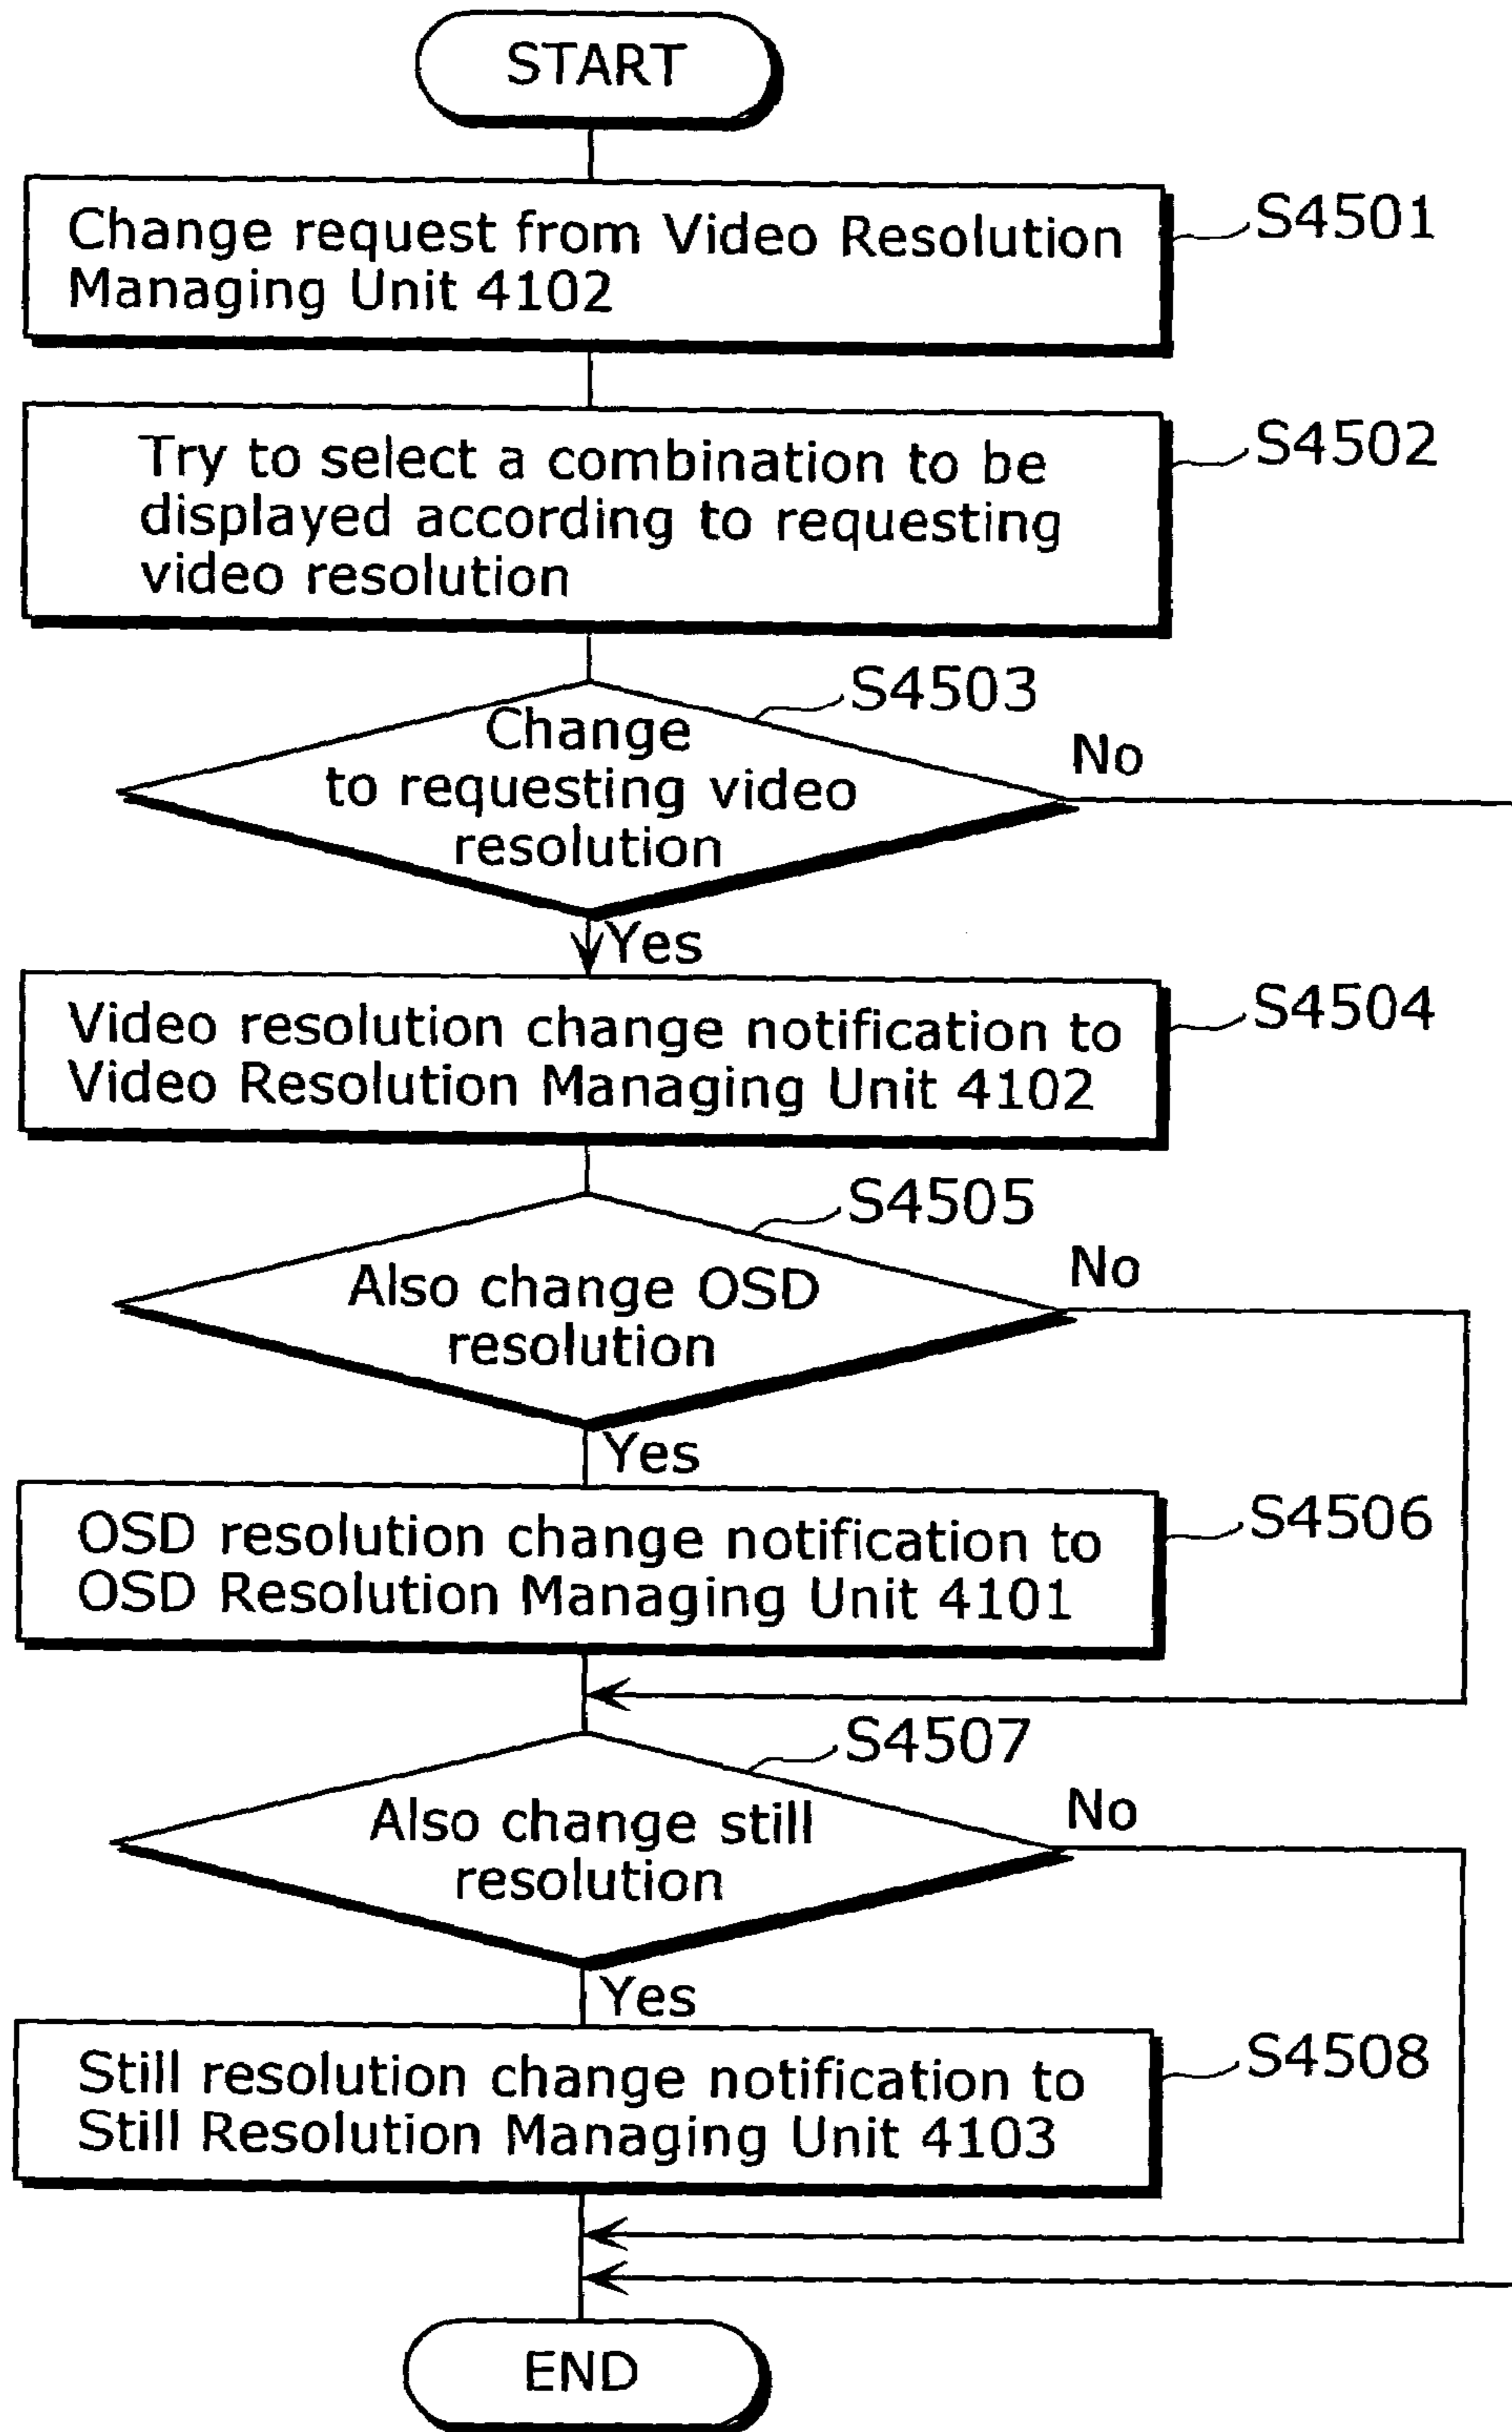 START
Change request from Video Resolution
Managing Unit 4102
S4501
Try to select a combination to be
displayed according to requesting
video resolution
S4502
S4503
Change
to requesting video
resolution
No
Yes
Video resolution change notification to
Video Resolution Managing Unit 4102
S4504
S4505
Also change OSD
resolution
No
Yes
OSD resolution change notification to
OSD Resolution Managing Unit 4101
S4506
S4507
Also change still
resolution
No
Yes
Still resolution change notification to
Still Resolution Managing Unit 4103
S4508
END